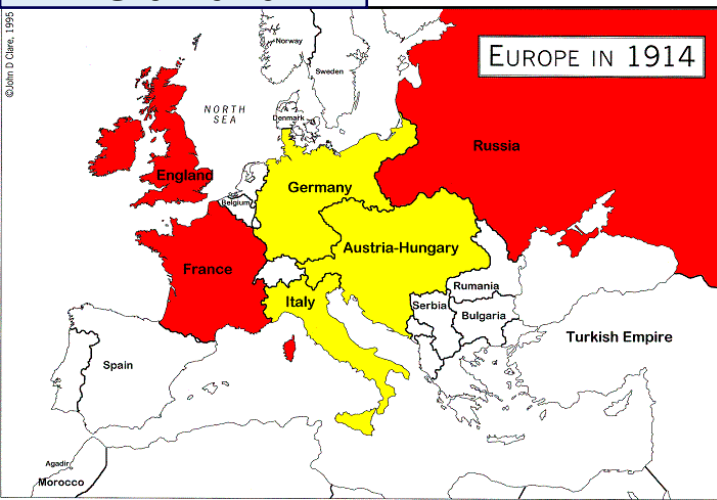 ©John D Clare, 1995
EUROPE IN 1914
Norway
Sweden
NORTH
SEA
Denmark
Russia
England
Germany
Belgium
Austria-Hungary
France
Rumania
Italy
Serbia
Bulgaria
Turkish Empire
Spain
Agadir
Morocco